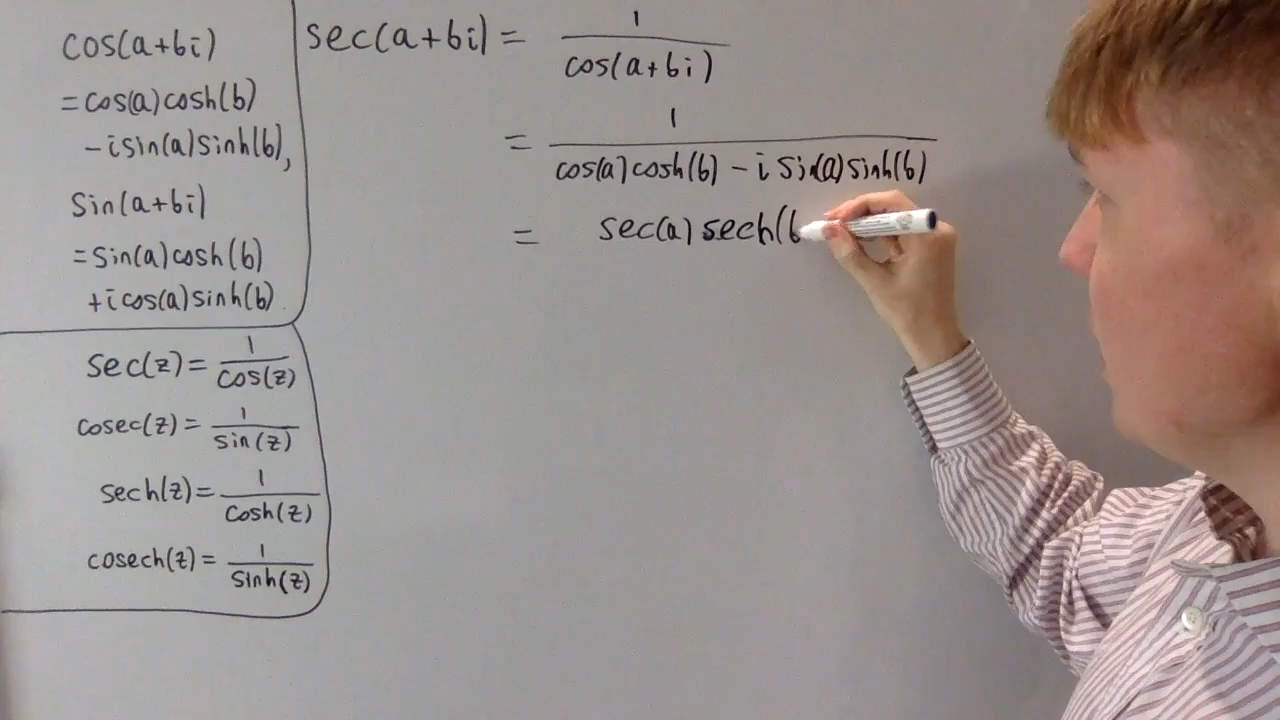 cos(a+bi)
=cos(a)cosh(b)
-isin(a)sinh(b),
sin(a+bi)
=sin(a)cosh(b)
+icos(a)sinh(b)
sec(z)= 1/cos(z)
cosec(z)= 1/sin(z)
sech(z)= 1/cosh(z)
cosech(z)= 1/sinh(z)
sec(a+bi)= 1/cos(a+bi)
= 1/cos(a)cosh(b)-isin(a)sinh(b)
= sec(a)sech(b